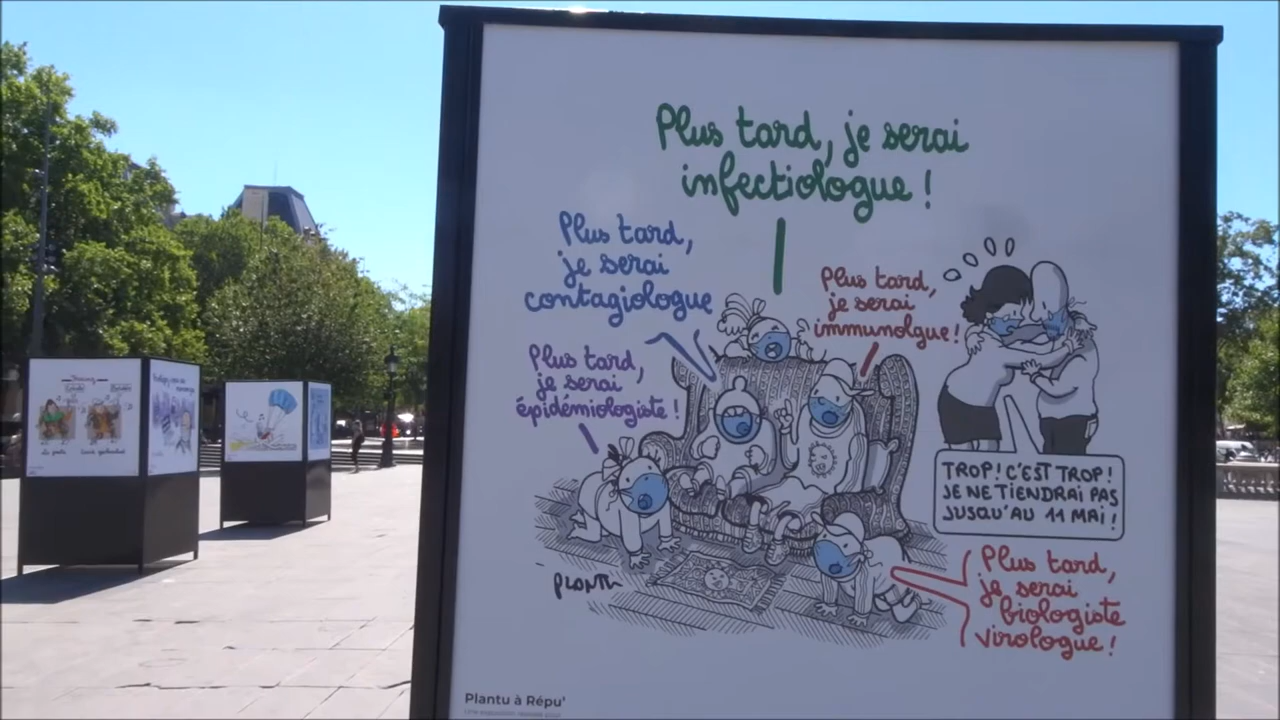 Plus tard, je serai
infectiologue !
Plus tard,
je serai
contagiologue
Plus tard,
je serai
immunolgue !
Plus tard,
je serai
épidémiologiste !
TROP ! C'EST TROP !
JE NE TIENDRAI PAS
JUSQU'AU 11 MAI !
Plus tard,
je serai
biologiste
virologue !
PLANTU
Plantu à Répu'